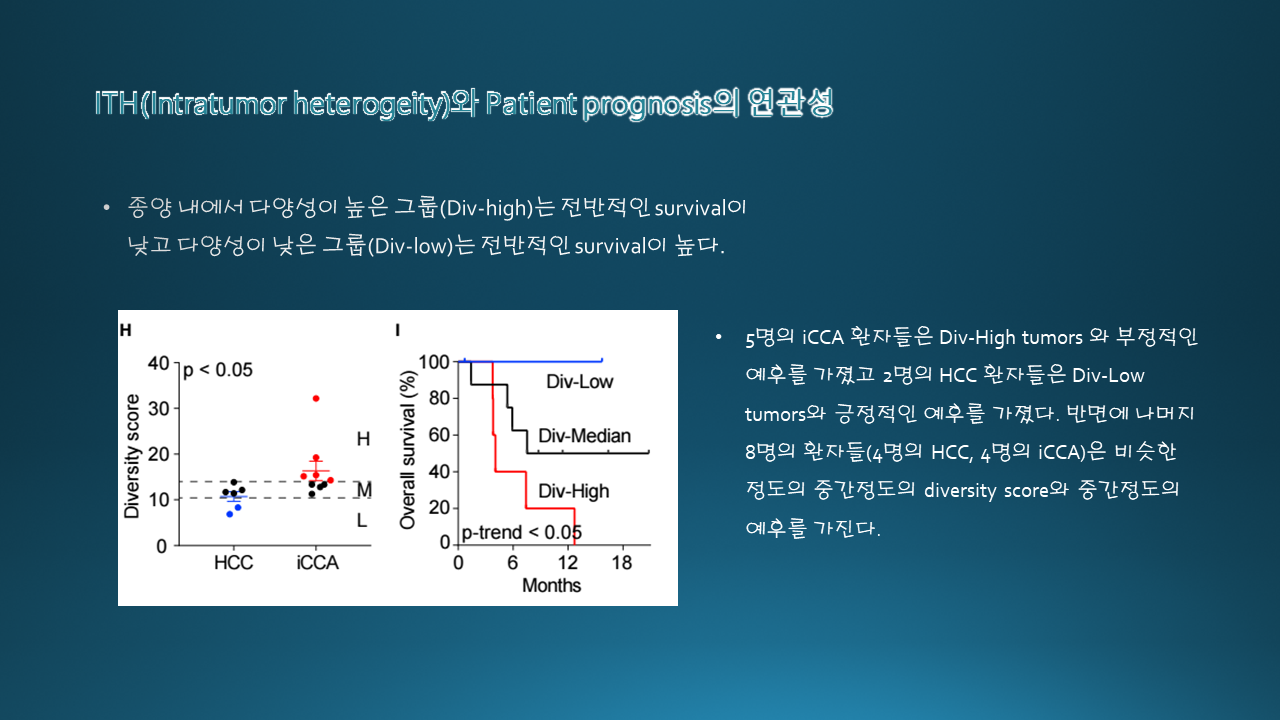 ITH(Intratumor heterogeity)와 Patient prognosis의 연관성
• 종양 내에서 다양성이 높은 그룹(Div-high)는 전반적인 survival이
낮고 다양성이 낮은 그룹(Div-low)는 전반적인 survival이 높다.
H
p < 0.05
Diversity score
40
30
20
10
0
H
M
L
HCC
iCCA
I
Overall survival (%)
100
80
60
40
20
0
Div-Low
Div-Median
Div-High
p-trend < 0.05
0 6 12 18
Months
• 5명의 iCCA 환자들은 Div-High tumors 와 부정적인
예후를 가졌고 2명의 HCC 환자들은 Div-Low
tumors와 긍정적인 예후를 가졌다. 반면에 나머지
8명의 환자들(4명의 HCC, 4명의 iCCA)은 비슷한
정도의 중간정도의 diversity score와 중간정도의
예후를 가진다.